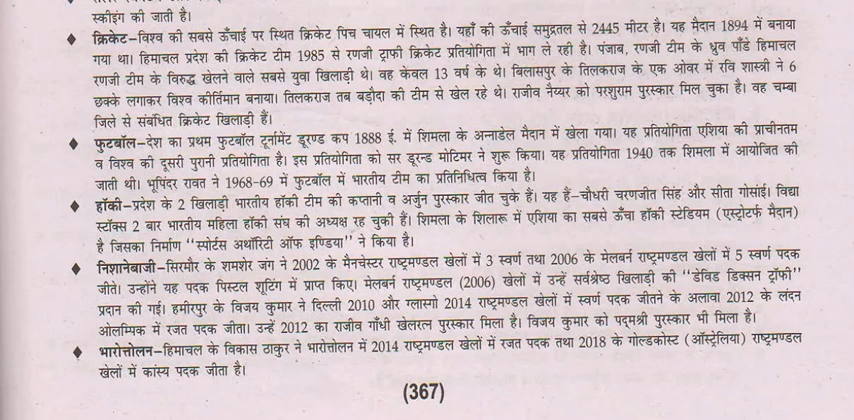 स्कीइंग की जाती है।
♦ क्रिकेट–विश्व की सबसे ऊँचाई पर स्थित क्रिकेट पिच चायल में स्थित है। यहाँ की ऊँचाई समुद्रतल से 2445 मीटर है। यह मैदान 1894 में बनाया
गया था। हिमाचल प्रदेश की क्रिकेट टीम 1985 से रणजी ट्राफी क्रिकेट प्रतियोगिता में भाग ले रही है। पंजाब, रणजी टीम के ध्रुव पाँडे हिमाचल
रणजी टीम के विरुद्ध खेलने वाले सबसे युवा खिलाड़ी थे। वह केवल 13 वर्ष के थे। बिलासपुर के तिलकराज के एक ओवर में रवि शास्त्री ने 6
छक्के लगाकर विश्व कीर्तिमान बनाया। तिलकराज तब बड़ौदा की टीम से खेल रहे थे। राजीव नैय्यर को परशुराम पुरस्कार मिल चुका है। वह चम्बा
जिले से संबंधित क्रिकेट खिलाड़ी हैं।
♦ फुटबॉल–देश का प्रथम फुटबॉल टूर्नामेंट डूरण्ड कप 1888 ई. में शिमला के अन्नाडेल मैदान में खेला गया। यह प्रतियोगिता एशिया की प्राचीनतम
व विश्व की दूसरी पुरानी प्रतियोगिता है। इस प्रतियोगिता को सर डूरन्ड मोटिमर ने शुरू किया। यह प्रतियोगिता 1940 तक शिमला में आयोजित की
जाती थी। भूपिंदर रावत ने 1968-69 में फुटबॉल में भारतीय टीम का प्रतिनिधित्व किया है।
♦ हॉकी–प्रदेश के 2 खिलाड़ी भारतीय हॉकी टीम की कप्तानी व अर्जुन पुरस्कार जीत चुके हैं। यह हैं–चौधरी चरणजीत सिंह और सीता गोसांई। विद्या
स्टॉक्स 2 बार भारतीय महिला हॉकी संघ की अध्यक्ष रह चुकी हैं। शिमला के शिलारू में एशिया का सबसे ऊँचा हॉकी स्टेडियम (एस्ट्रोटर्फ मैदान)
है जिसका निर्माण "स्पोर्टस अथॉरिटी ऑफ इण्डिया" ने किया है।
♦ निशानेबाजी–सिरमौर के शमशेर जंग ने 2002 के मैनचेस्टर राष्ट्रमण्डल खेलों में 3 स्वर्ण तथा 2006 के मेलबर्न राष्ट्रमण्डल खेलों में 5 स्वर्ण पदक
जीते। उन्होंने यह पदक पिस्टल शूटिंग में प्राप्त किए। मेलबर्न राष्ट्रमण्डल (2006) खेलों में उन्हें सर्वश्रेष्ठ खिलाड़ी की "डेविड डिक्सन ट्रॉफी"
प्रदान की गई। हमीरपुर के विजय कुमार ने दिल्ली 2010 और ग्लास्गो 2014 राष्ट्रमण्डल खेलों में स्वर्ण पदक जीतने के अलावा 2012 के लंदन
ओलम्पिक में रजत पदक जीता। उन्हें 2012 का राजीव गाँधी खेलरत्न पुरस्कार मिला है। विजय कुमार को पद्मश्री पुरस्कार भी मिला है।
♦ भारोत्तोलन–हिमाचल के विकास ठाकुर ने भारोत्तोलन में 2014 राष्ट्रमण्डल खेलों में रजत पदक तथा 2018 के गोल्डकोस्ट (ऑस्ट्रेलिया) राष्ट्रमण्डल
खेलों में कांस्य पदक जीता है।
(367)